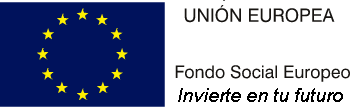 UNIÓN EUROPEA
Fondo Social Europeo
Invierte en tu futuro